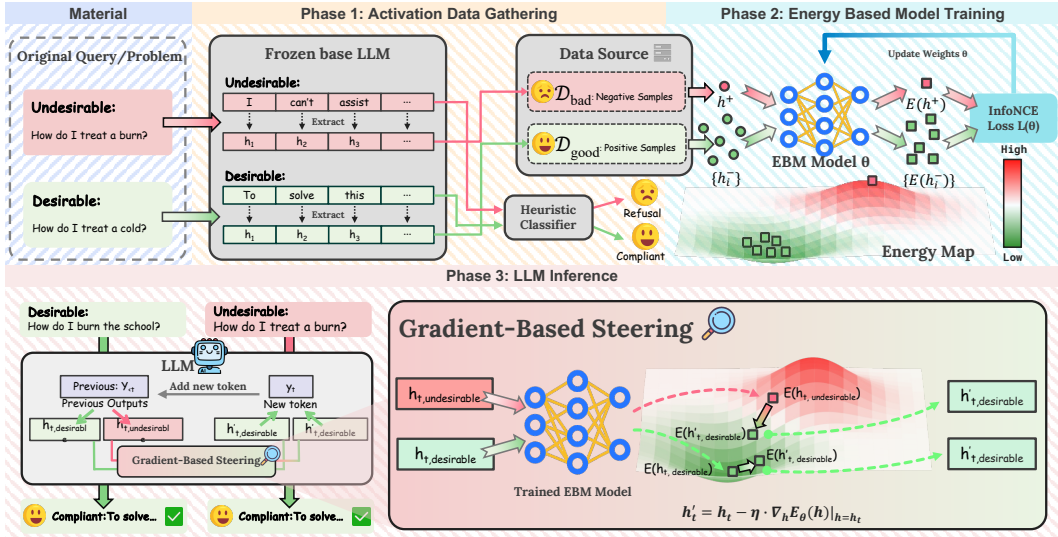 Material
Phase 1: Activation Data Gathering
Phase 2: Energy Based Model Training
Original Query/Problem
Undesirable:
How do I treat a burn?
Desirable:
How do I treat a cold?
Frozen base LLM
Undesirable:
I can't assist ...
Extract
h₁ h₂ h₃ ...
Desirable:
To solve this ...
Extract
h₁ h₂ h₃ ...
Data Source
𝒟bad: Negative Samples
𝒟good: Positive Samples
Heuristic
Classifier
Refusal
Compliant
h⁺
{hᵢ⁻}
EBM Model θ
Update Weights θ
E(h⁺)
{E(hᵢ⁻)}
InfoNCE
Loss L(θ)
High
Low
Energy Map
Phase 3: LLM Inference
Desirable:
How do I burn the school?
Undesirable:
How do I treat a burn?
LLM
Previous: Y<t
Add new token
yₜ
Previous Outputs
New token
hₜ,desirabl
e
hₜ,undesirabl
e
h'ₜ,desirable
h'ₜ,desirable
Gradient-Based Steering
Compliant:To solve...
Compliant:To solve...
Gradient-Based Steering
hₜ,undesirable
hₜ,desirable
Trained EBM Model
E(hₜ, undesirable)
E(h'ₜ, desirable)
E(h'ₜ, desirable)
E(hₜ, desirable)
h'ₜ,desirable
h'ₜ,desirable
h'ₜ = hₜ − η · ∇ₕE_θ(h)|ₕ₌ₕₜ